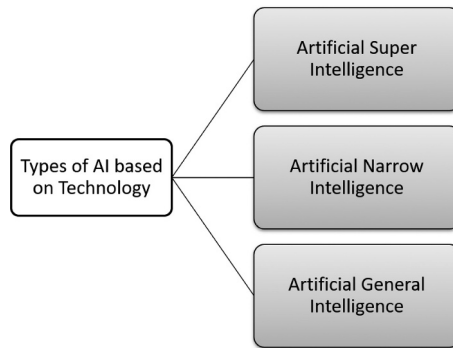 Types of AI based
on Technology
Artificial Super
Intelligence
Artificial Narrow
Intelligence
Artificial General
Intelligence